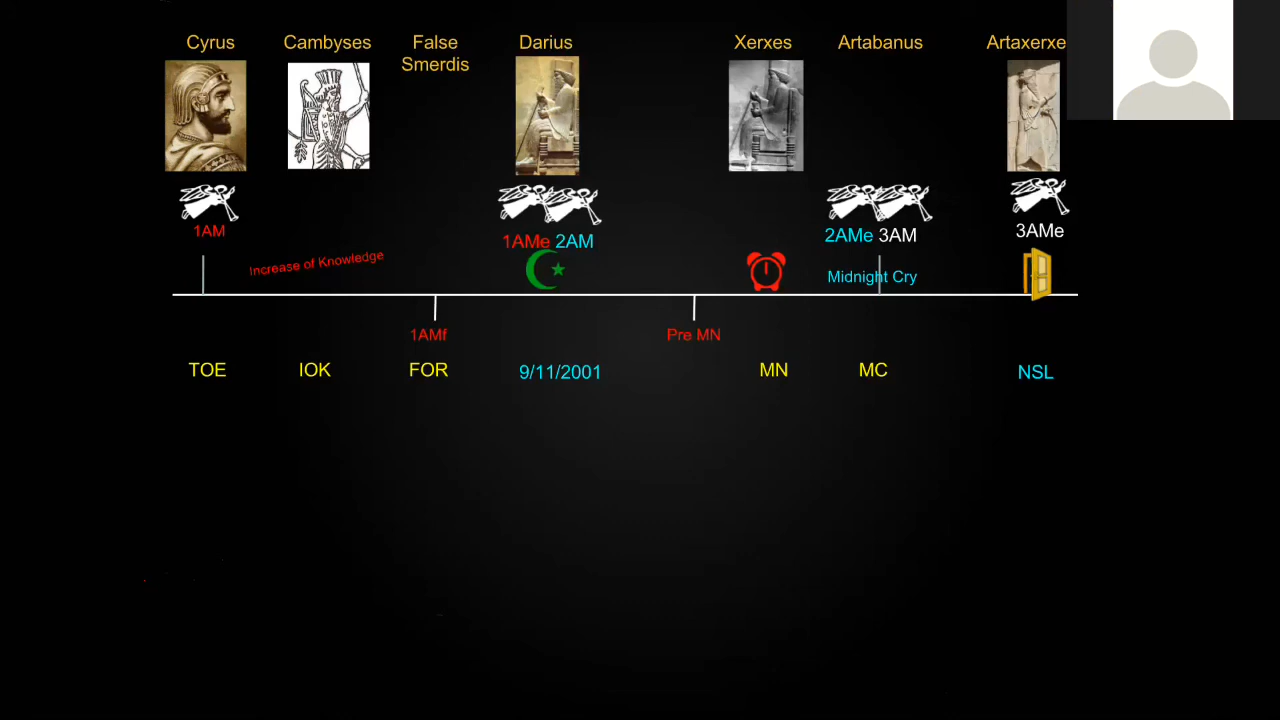 Cyrus
Cambyses
False
Smerdis
Darius
Xerxes
Artabanus
Artaxerxe
1AM
1AMe 2AM
2AMe 3AM
3AMe
Increase of Knowledge
Midnight Cry
1AMf
Pre MN
TOE
IOK
FOR
9/11/2001
MN
MC
NSL